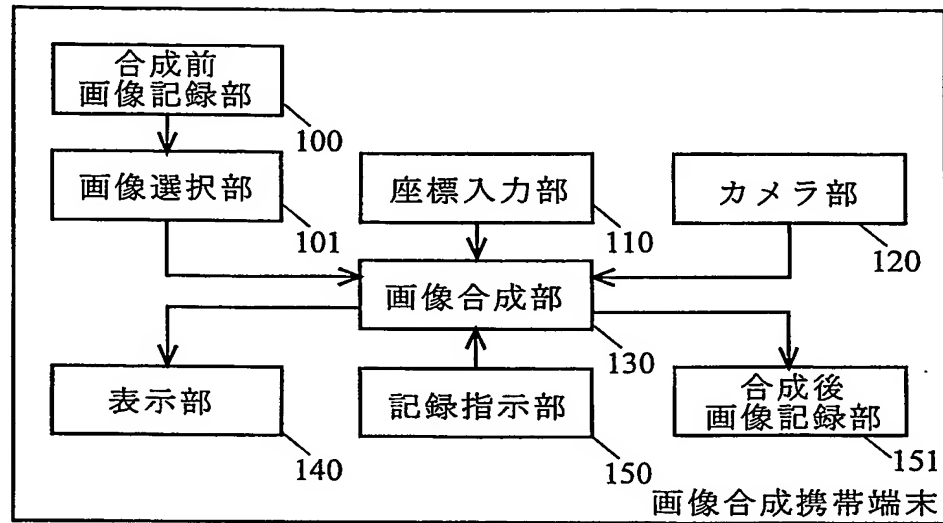 合成前
画像記録部
100
画像選択部
101
座標入力部
110
カメラ部
120
画像合成部
130
表示部
140
記録指示部
150
合成後
画像記録部
151
画像合成携帯端末